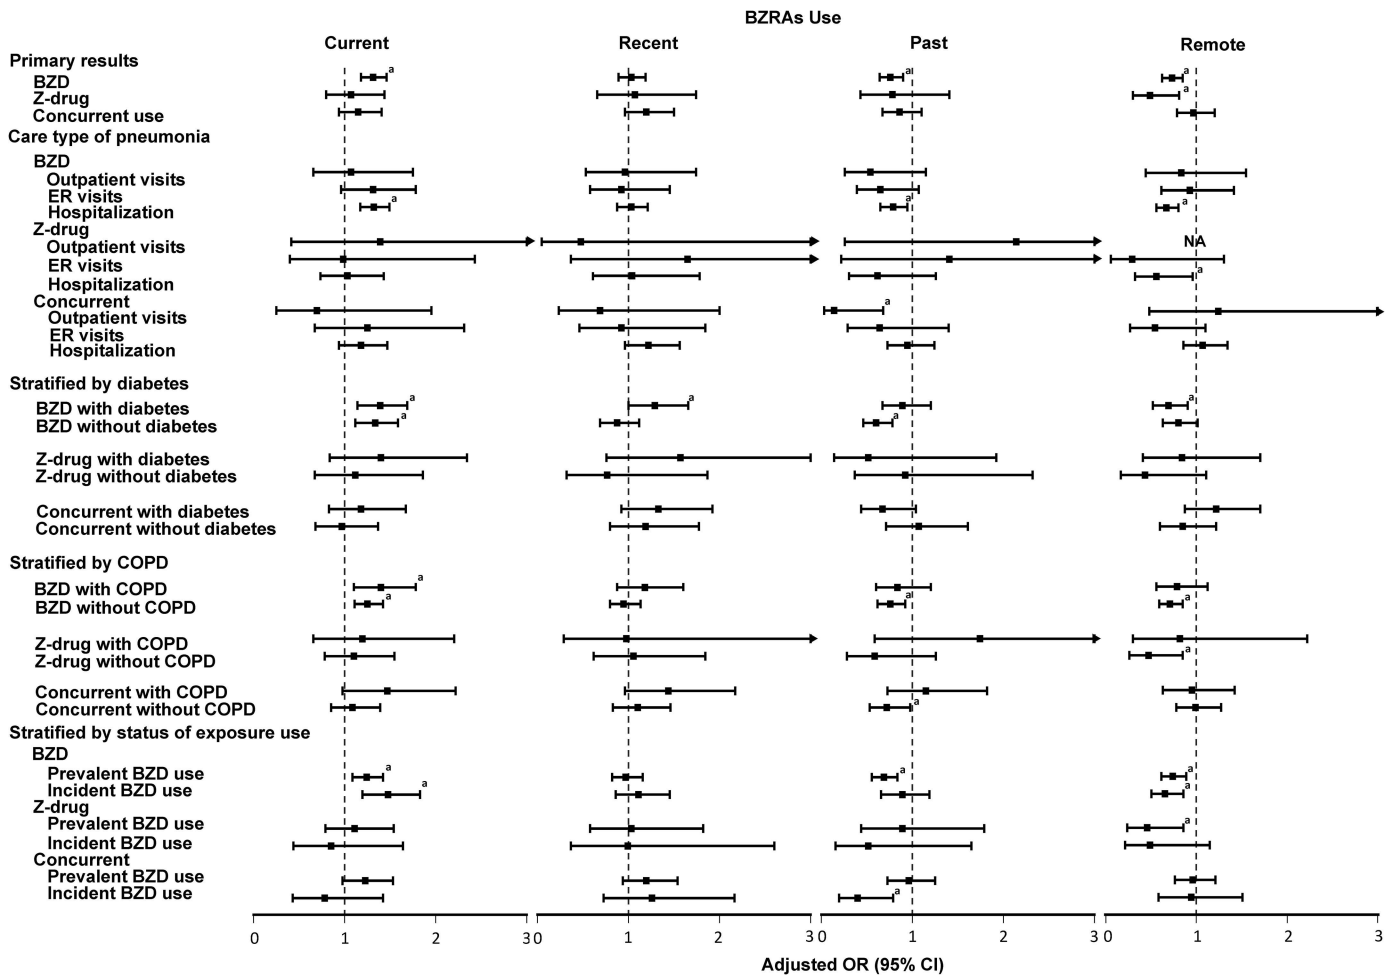 BZRAs Use
Current Recent Past Remote
Primary results
BZD a a a
Z-drug a
Concurrent use
Care type of pneumonia
BZD
Outpatient visits
ER visits
Hospitalization a a a
Z-drug
Outpatient visits NA
ER visits
Hospitalization a
Concurrent
Outpatient visits a
ER visits
Hospitalization
Stratified by diabetes
BZD with diabetes a a a
BZD without diabetes a a
Z-drug with diabetes
Z-drug without diabetes
Concurrent with diabetes
Concurrent without diabetes
Stratified by COPD
BZD with COPD a
BZD without COPD a a a
Z-drug with COPD
Z-drug without COPD a
Concurrent with COPD
Concurrent without COPD a
Stratified by status of exposure use
BZD
Prevalent BZD use a a a
Incident BZD use a a
Z-drug
Prevalent BZD use a
Incident BZD use
Concurrent
Prevalent BZD use
Incident BZD use a
0 1 2 3 0 1 2 3 0 1 2 3 0 1 2 3
Adjusted OR (95% CI)